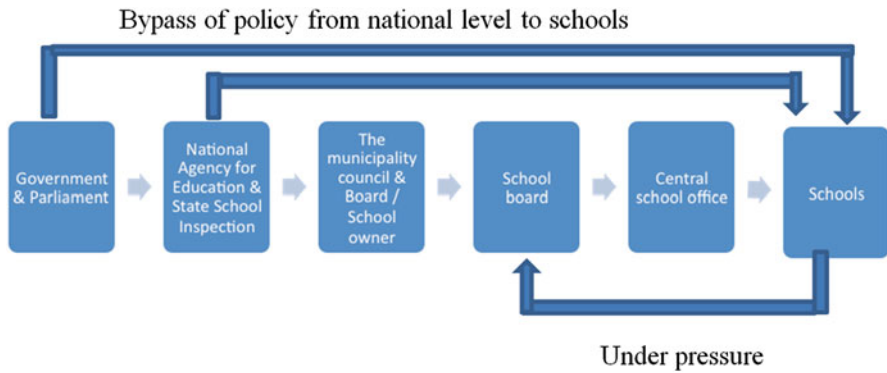 Bypass of policy from national level to schools
Government
& Parliament
National
Agency for
Education &
State School
Inspection
The
municipality
council &
Board /
School
owner
School
board
Central
school office
Schools
Under pressure